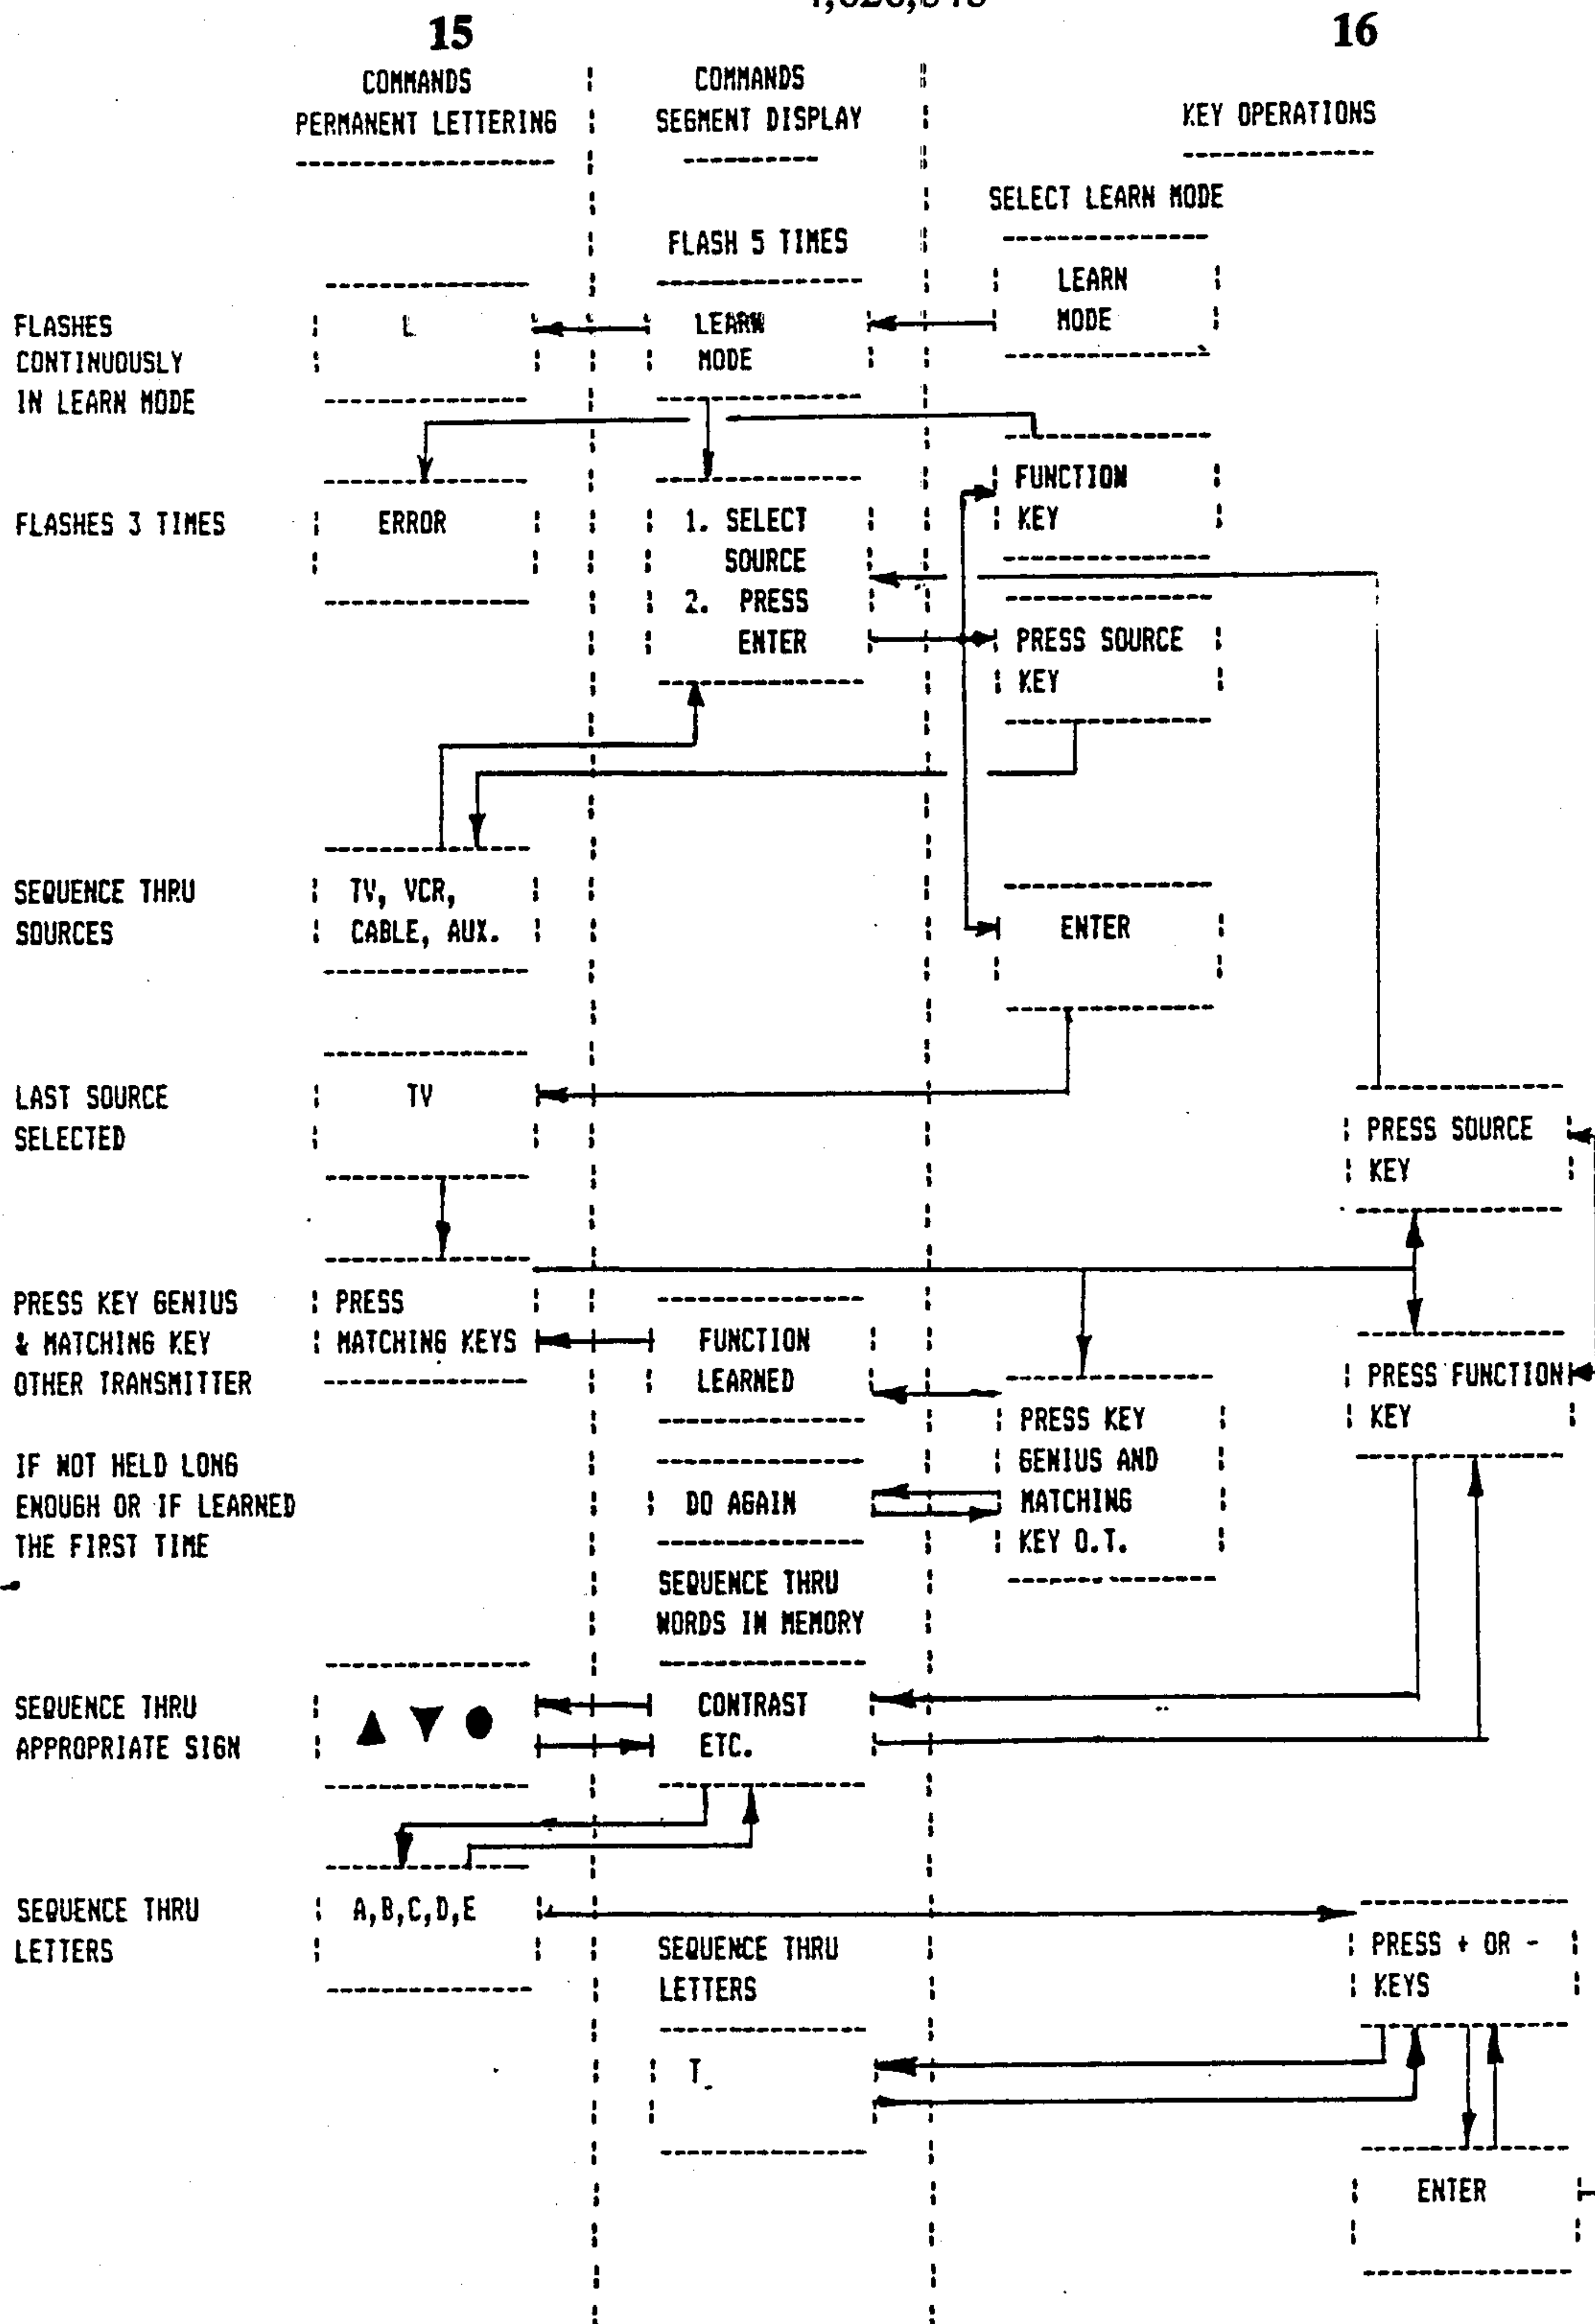 15
16
COMMANDS
PERMANENT LETTERING
COMMANDS
SEGMENT DISPLAY
KEY OPERATIONS
SELECT LEARN MODE
FLASH 5 TIMES
LEARN
MODE
FLASHES
CONTINUOUSLY
IN LEARN MODE
L
LEARN
MODE
FUNCTION
KEY
FLASHES 3 TIMES
ERROR
1. SELECT
SOURCE
2. PRESS
ENTER
PRESS SOURCE
KEY
SEQUENCE THRU
SOURCES
TV, VCR,
CABLE, AUX.
ENTER
LAST SOURCE
SELECTED
TV
PRESS SOURCE
KEY
PRESS KEY GENIUS
& MATCHING KEY
OTHER TRANSMITTER
PRESS
MATCHING KEYS
FUNCTION
LEARNED
PRESS FUNCTION
KEY
PRESS KEY
GENIUS AND
MATCHING
KEY O.T.
IF NOT HELD LONG
ENOUGH OR IF LEARNED
THE FIRST TIME
DO AGAIN
SEQUENCE THRU
WORDS IN MEMORY
SEQUENCE THRU
APPROPRIATE SIGN
▲ ▼ ●
CONTRAST
ETC.
SEQUENCE THRU
LETTERS
A,B,C,D,E
SEQUENCE THRU
LETTERS
PRESS + OR -
KEYS
T_
ENTER